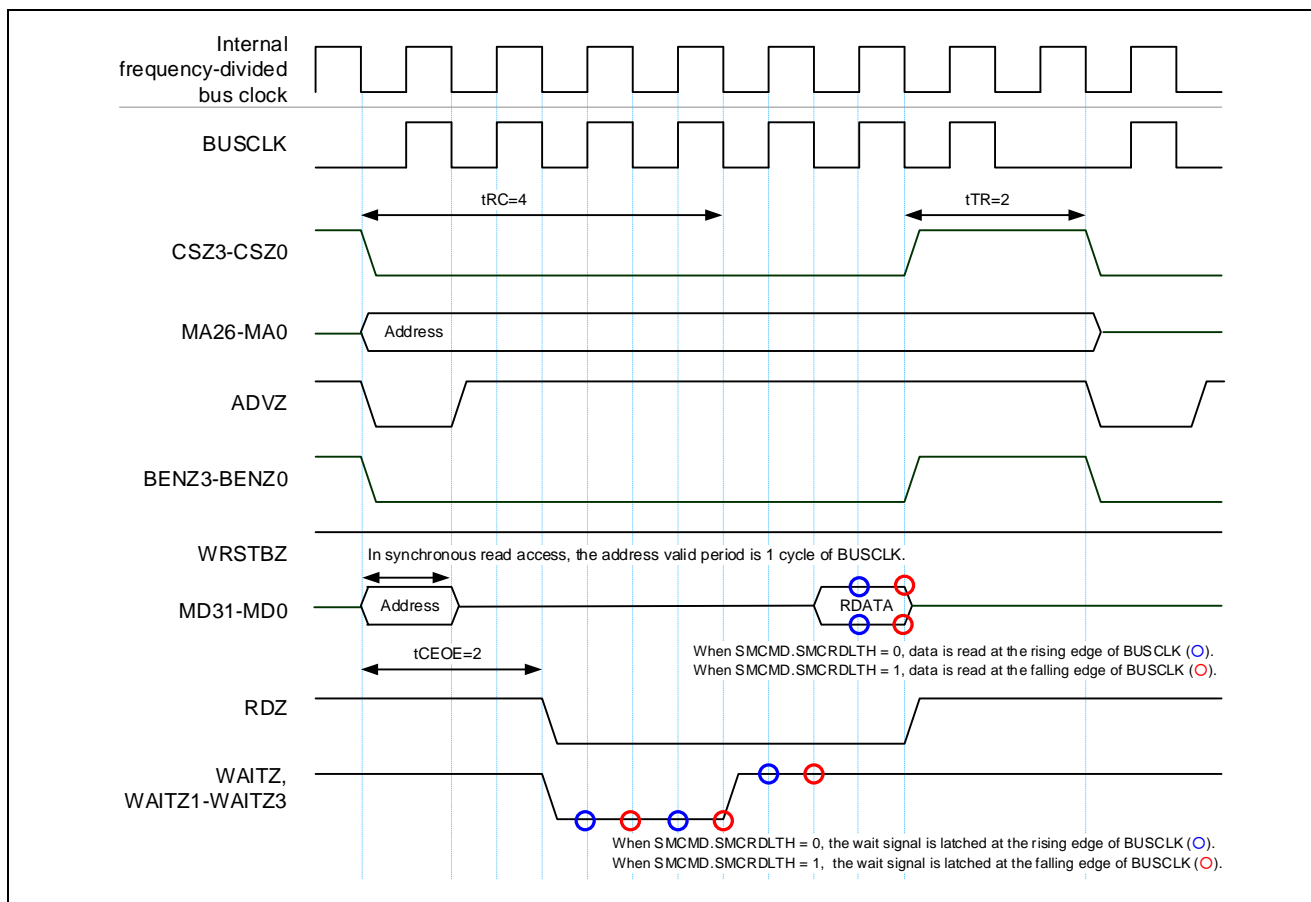 Internal
frequency-divided
bus clock
BUSCLK
tRC=4
tTR=2
CSZ3-CSZ0
MA26-MA0
Address
ADVZ
BENZ3-BENZ0
WRSTBZ
In synchronous read access, the address valid period is 1 cycle of BUSCLK.
MD31-MD0
Address
RDATA
tCEOE=2
When SMCMD.SMCRDLTH = 0, data is read at the rising edge of BUSCLK (○).
When SMCMD.SMCRDLTH = 1, data is read at the falling edge of BUSCLK (○).
RDZ
WAITZ,
WAITZ1-WAITZ3
When SMCMD.SMCRDLTH = 0, the wait signal is latched at the rising edge of BUSCLK (○).
When SMCMD.SMCRDLTH = 1, the wait signal is latched at the falling edge of BUSCLK (○).